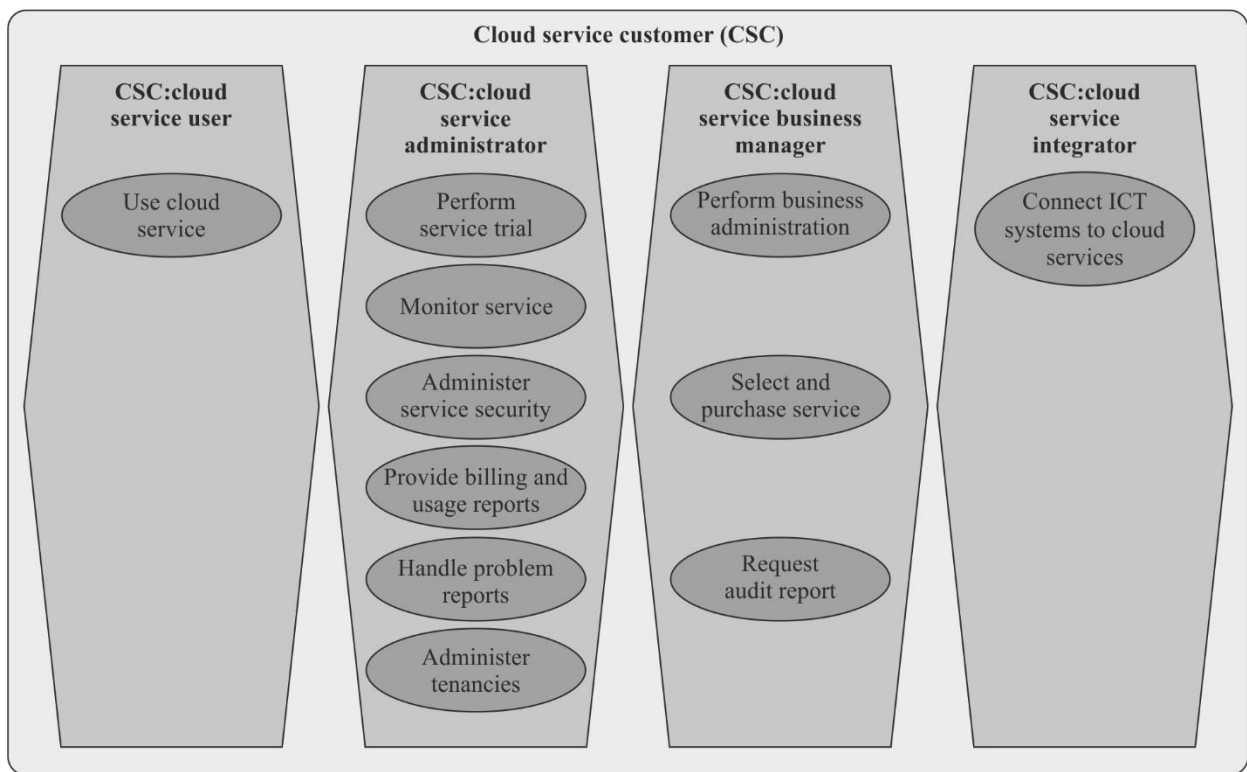 Cloud service customer (CSC)
CSC:cloud
service user
Use cloud
service
CSC:cloud
service
administrator
Perform
service trial
Monitor service
Administer
service security
Provide billing and
usage reports
Handle problem
reports
Administer
tenancies
CSC:cloud
service business
manager
Perform business
administration
Select and
purchase service
Request
audit report
CSC:cloud
service
integrator
Connect ICT
systems to cloud
services